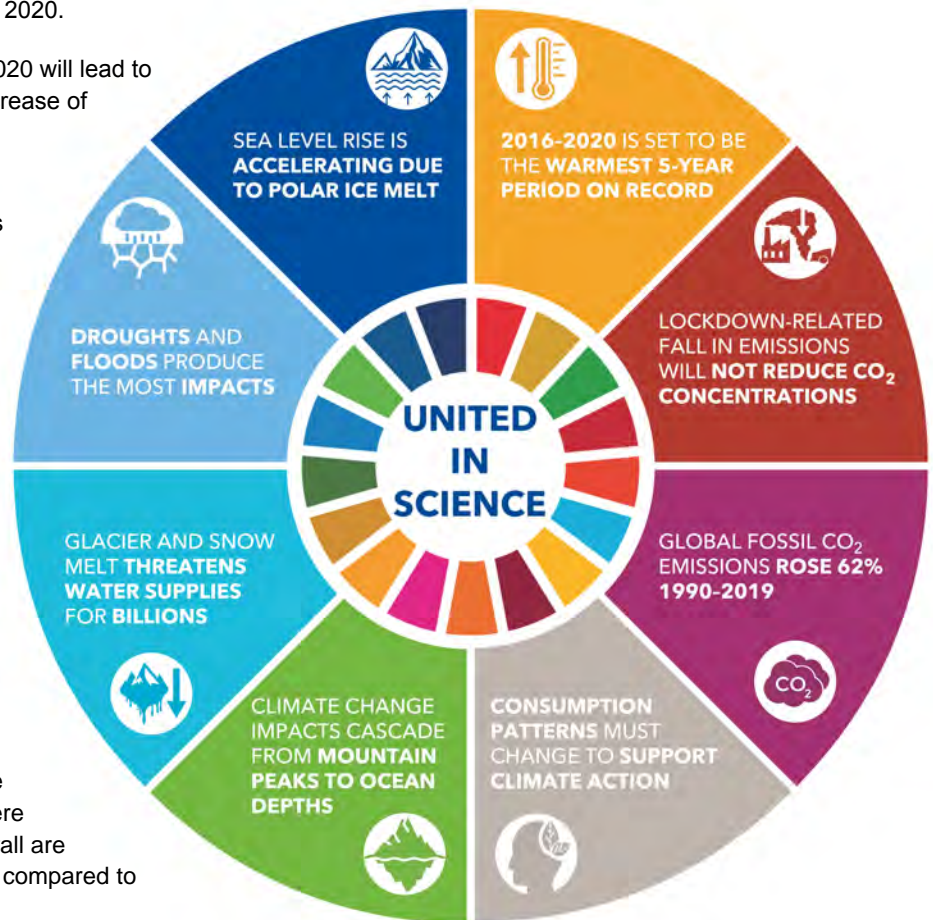 2020.
020 will lead to
rease of
s
e
ere
all are
compared to
SEA LEVEL RISE IS
ACCELERATING DUE
TO POLAR ICE MELT
2016-2020 IS SET TO BE
THE WARMEST 5-YEAR
PERIOD ON RECORD
LOCKDOWN-RELATED
FALL IN EMISSIONS
WILL NOT REDUCE CO₂
CONCENTRATIONS
GLOBAL FOSSIL CO₂
EMISSIONS ROSE 62%
1990-2019
CO₂
CONSUMPTION
PATTERNS MUST
CHANGE TO SUPPORT
CLIMATE ACTION
CLIMATE CHANGE
IMPACTS CASCADE
FROM MOUNTAIN
PEAKS TO OCEAN
DEPTHS
GLACIER AND SNOW
MELT THREATENS
WATER SUPPLIES
FOR BILLIONS
DROUGHTS AND
FLOODS PRODUCE
THE MOST IMPACTS
UNITED
IN
SCIENCE